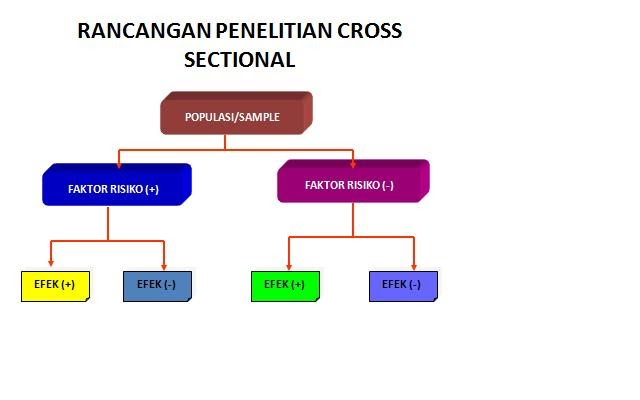 RANCANGAN PENELITIAN CROSS
SECTIONAL
POPULASI/SAMPLE
FAKTOR RISIKO (+)
FAKTOR RISIKO (-)
EFEK (+)
EFEK (-)
EFEK (+)
EFEK (-)